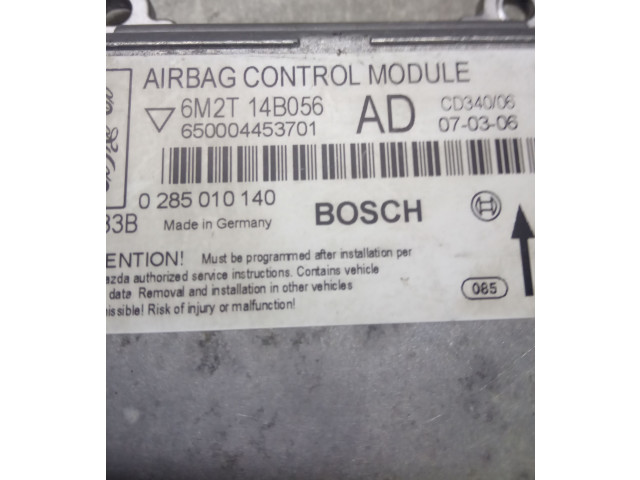 AIRBAG CONTROL MODULE
6M2T 14B056 AD CD340/06
650004453701 07-03-06
0 285 010 140 BOSCH
33B Made in Germany
ENTION! Must be programmed after installation per
azda authorized service instructions. Contains vehicle
data Removal and installation in other vehicles
issible! Risk of injury or malfunction!
085